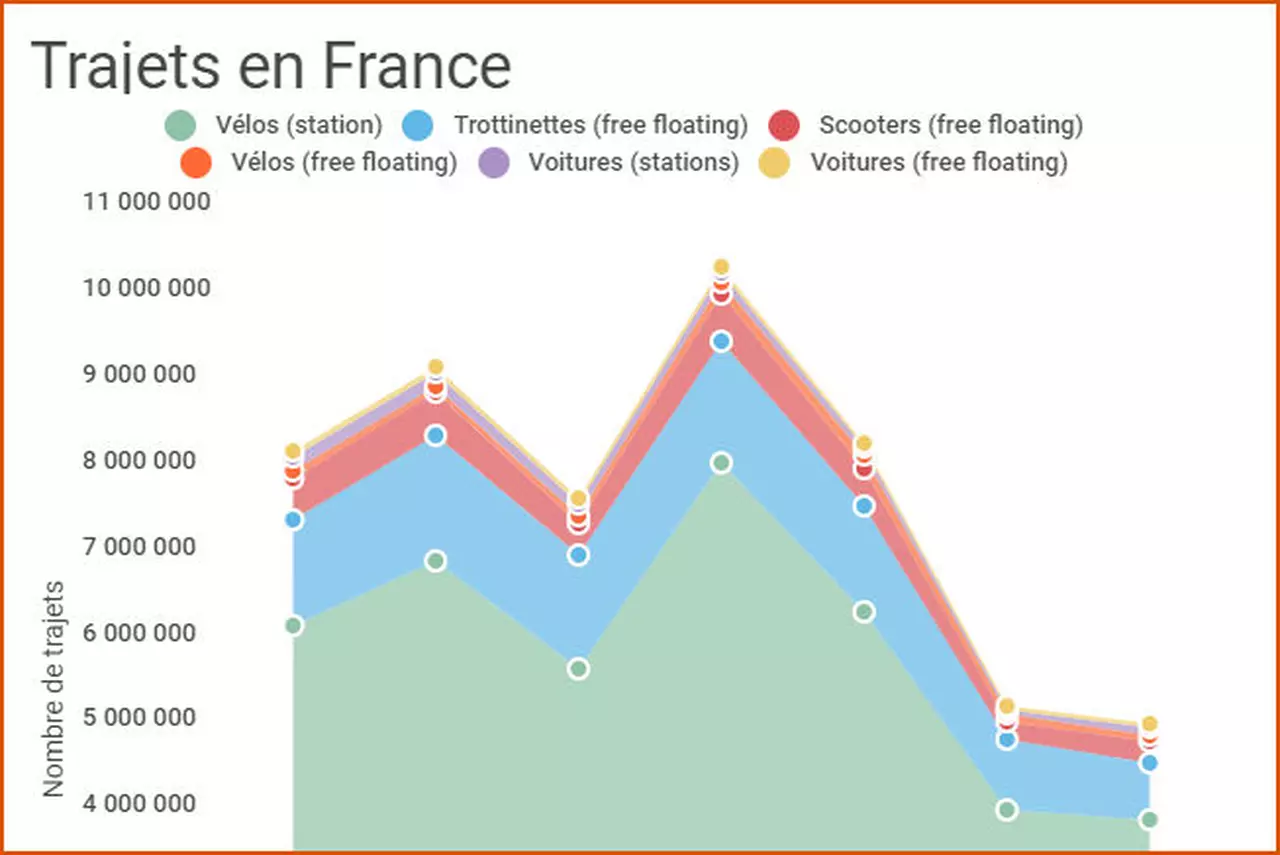 Trajets en France
Vélos (station) Trottinettes (free floating) Scooters (free floating)
Vélos (free floating) Voitures (stations) Voitures (free floating)
11 000 000
10 000 000
9 000 000
8 000 000
7 000 000
6 000 000
5 000 000
4 000 000
Nombre de trajets